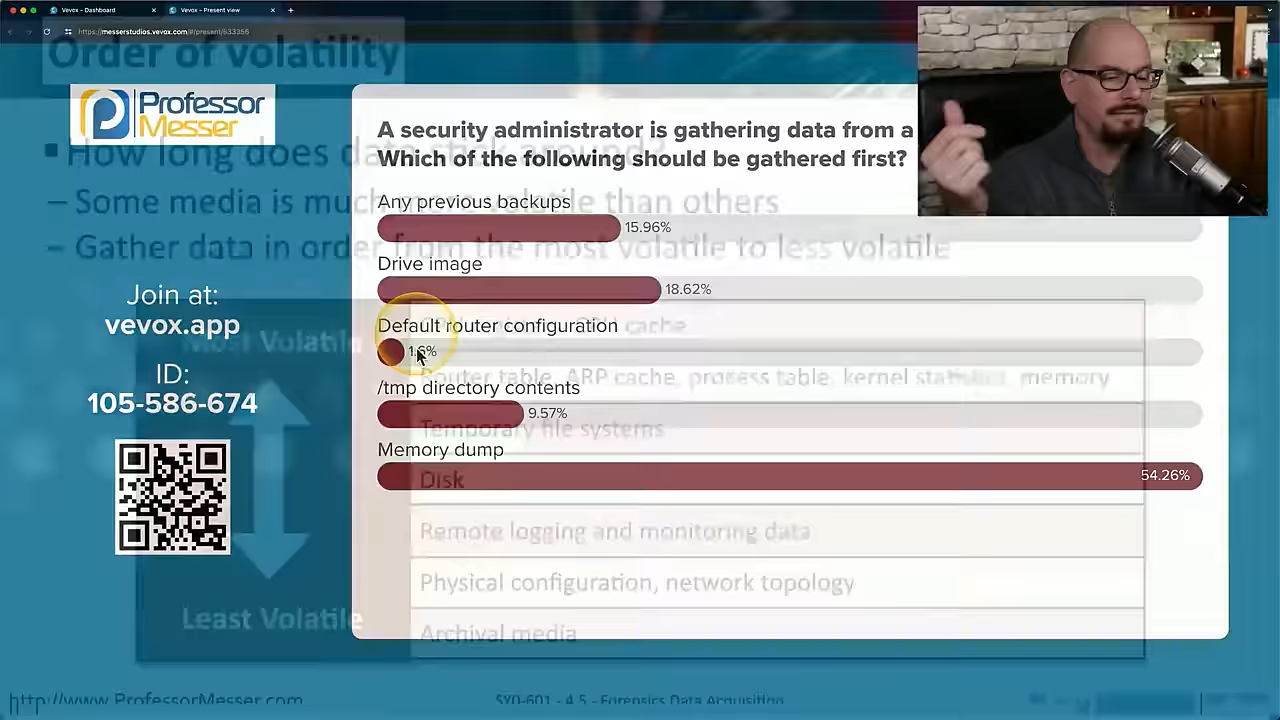 Vevox - Dashboard
Vevox - Present view
https://messerstudios.vevox.com/#/present/633356
Order of volatility
Professor
Messer
How long does data stick around?
– Some media is much more volatile than others
– Gather data in order from the most volatile to less volatile
A security administrator is gathering data from a
Which of the following should be gathered first?
Any previous backups
15.96%
Drive image
18.62%
Default router configuration
1.6%
/tmp directory contents
9.57%
Memory dump
54.26%
Join at:
vevox.app
ID:
105-586-674
Most Volatile
Least Volatile
CPU cache
Router table, ARP cache, process table, kernel statistics, memory
Temporary file systems
Disk
Remote logging and monitoring data
Physical configuration, network topology
Archival media
http://www.ProfessorMesser.com
SY0-601 - 4.5 - Forensics Data Acquisition